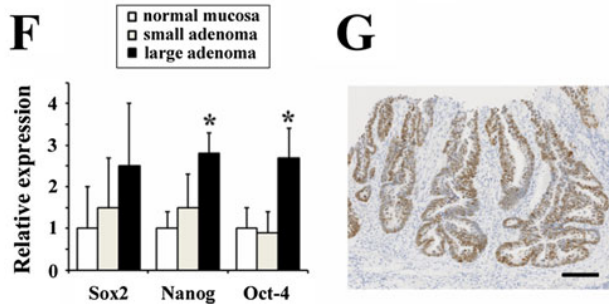 F
G
normal mucosa
small adenoma
large adenoma
Relative expression
4
3
2
1
0
*
*
Sox2 Nanog Oct-4